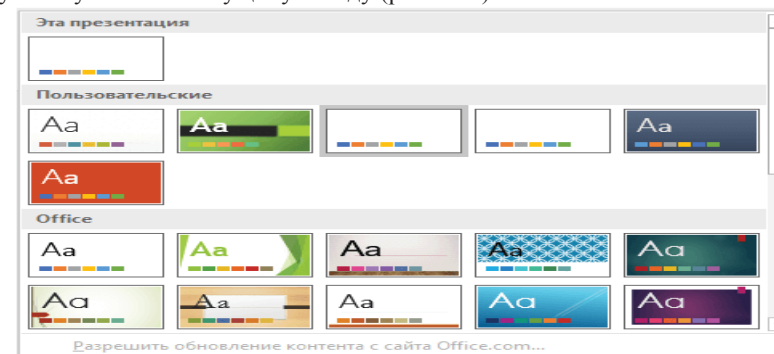 Эта презентация
Пользовательские
Aa Aa Aa
Aa
Office
Aa Aa Aa Aa Aa
Aa Aa Aa Aa Aa
Разрешить обновление контента с сайта Office.com...